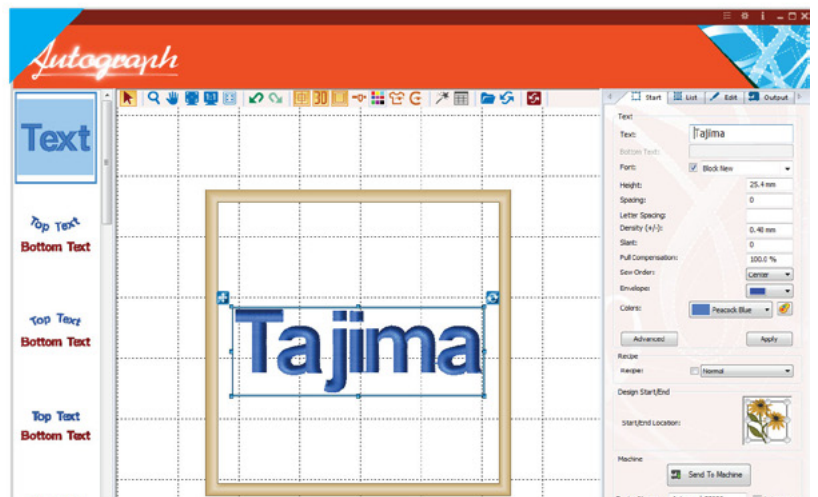 Autograph
1:1
3D
Start
List
Edit
Output
Text
Text:
Tajima
Bottom Text:
Font:
Block New
Height:
25.4 mm
Spacing:
0
Letter Spacing:
Density (+/-):
0.40 mm
Slant:
0
Pull Compensation:
100.0 %
Sew Order:
Center
Envelope:
Colors:
Peacock Blue
Advanced
Apply
Recipe
Recipe:
Normal
Design Start/End
Start/End Location:
Machine
Send To Machine
Text
Top Text
Bottom Text
Top Text
Bottom Text
Top Text
Bottom Text
Tajima